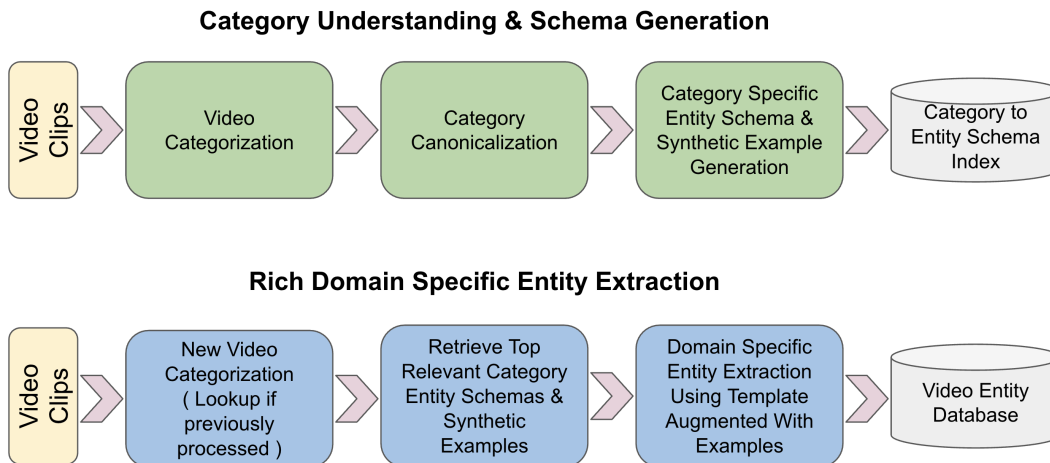 Category Understanding & Schema Generation
Video
Clips
Video
Categorization
Category
Canonicalization
Category Specific
Entity Schema &
Synthetic Example
Generation
Category to
Entity Schema
Index
Rich Domain Specific Entity Extraction
Video
Clips
New Video
Categorization
( Lookup if
previously
processed )
Retrieve Top
Relevant Category
Entity Schemas &
Synthetic
Examples
Domain Specific
Entity Extraction
Using Template
Augmented With
Examples
Video Entity
Database